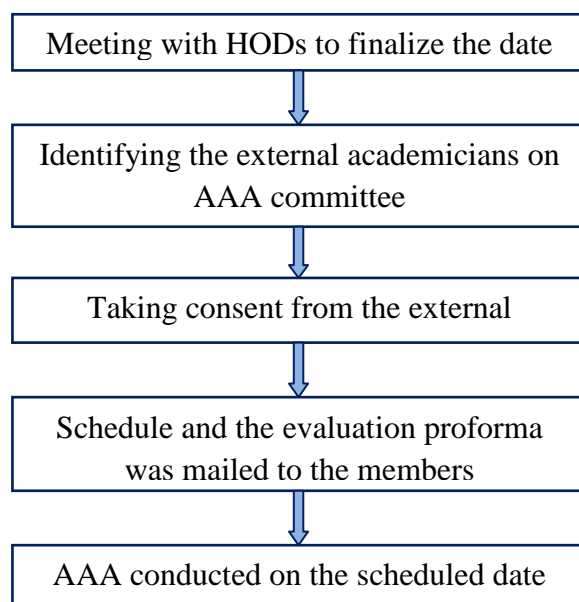 Meeting with HODs to finalize the date
Identifying the external academicians on
AAA committee
Taking consent from the external
Schedule and the evaluation proforma
was mailed to the members
AAA conducted on the scheduled date